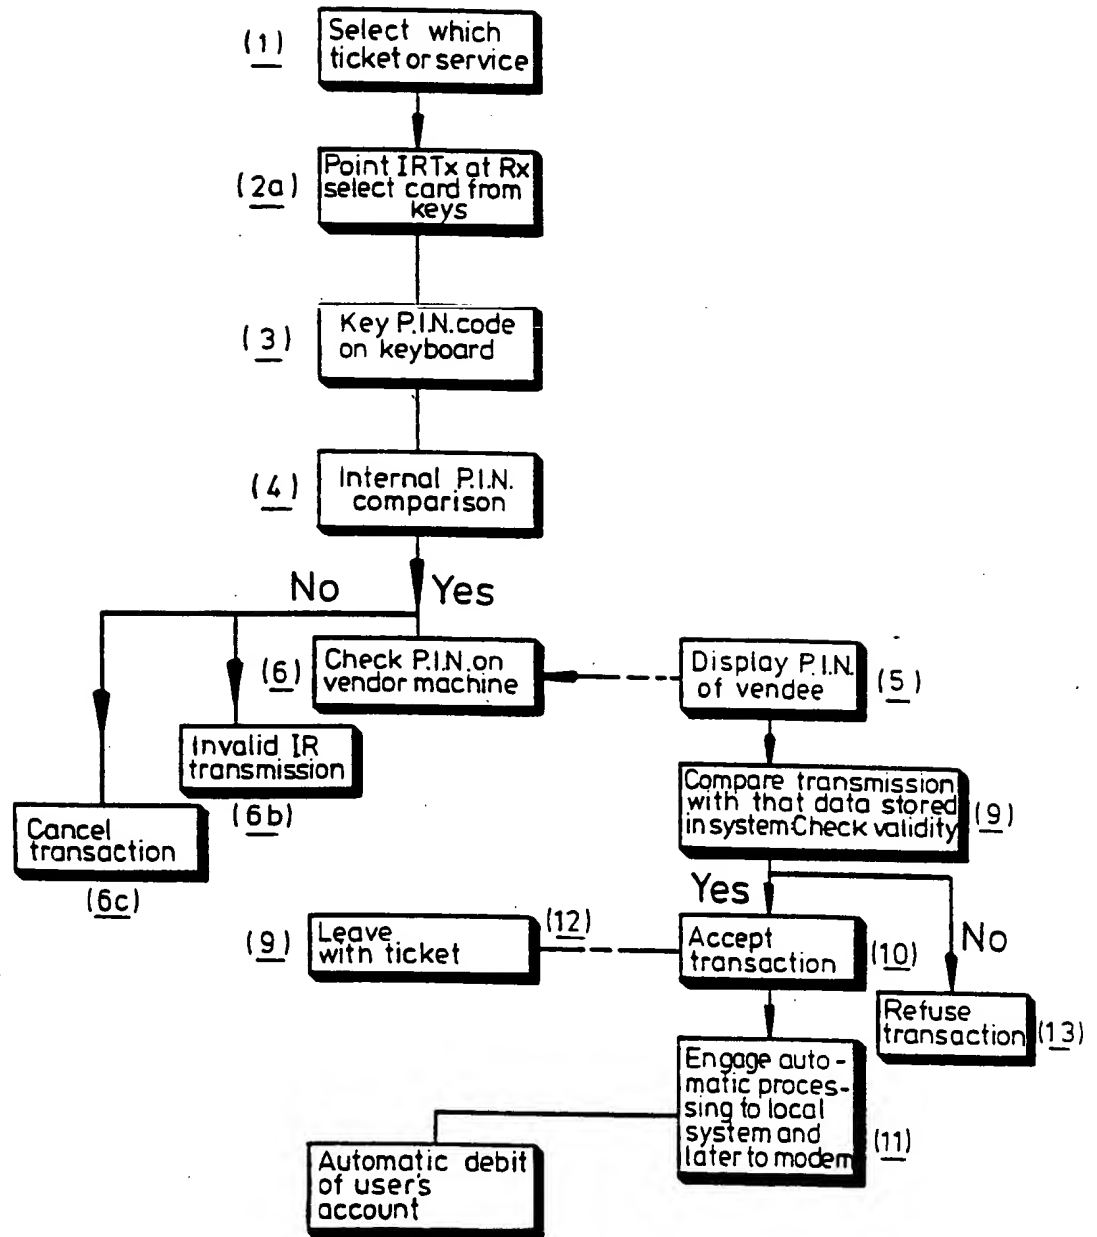 (1)
Select which
ticket or service
(2a)
Point IRTx at Rx
select card from
keys
(3)
Key P.I.N. code
on keyboard
(4)
Internal P.I.N.
comparison
No
Yes
(6)
Check P.I.N. on
vendor machine
Display P.I.N.
of vendee
(5)
Invalid IR
transmission
(6b)
Cancel
transaction
(6c)
Compare transmission
with that data stored
in system Check validity
(9)
Yes
No
(9)
Leave
with ticket
(12)
Accept
transaction
(10)
Refuse
transaction
(13)
Engage auto-
matic proces-
sing to local
system and
later to modem
(11)
Automatic debit
of user's
account